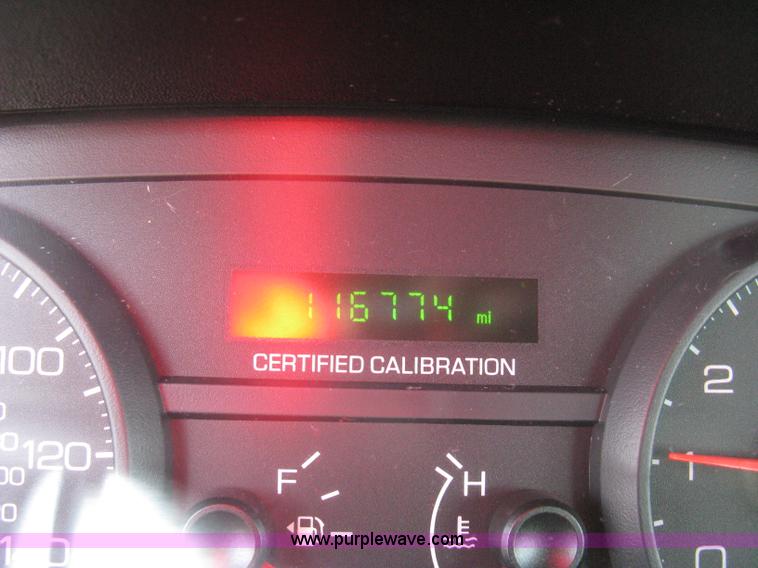 116774 mi
CERTIFIED CALIBRATION
100
120
2
1
0
F
H
www.purplewave.com